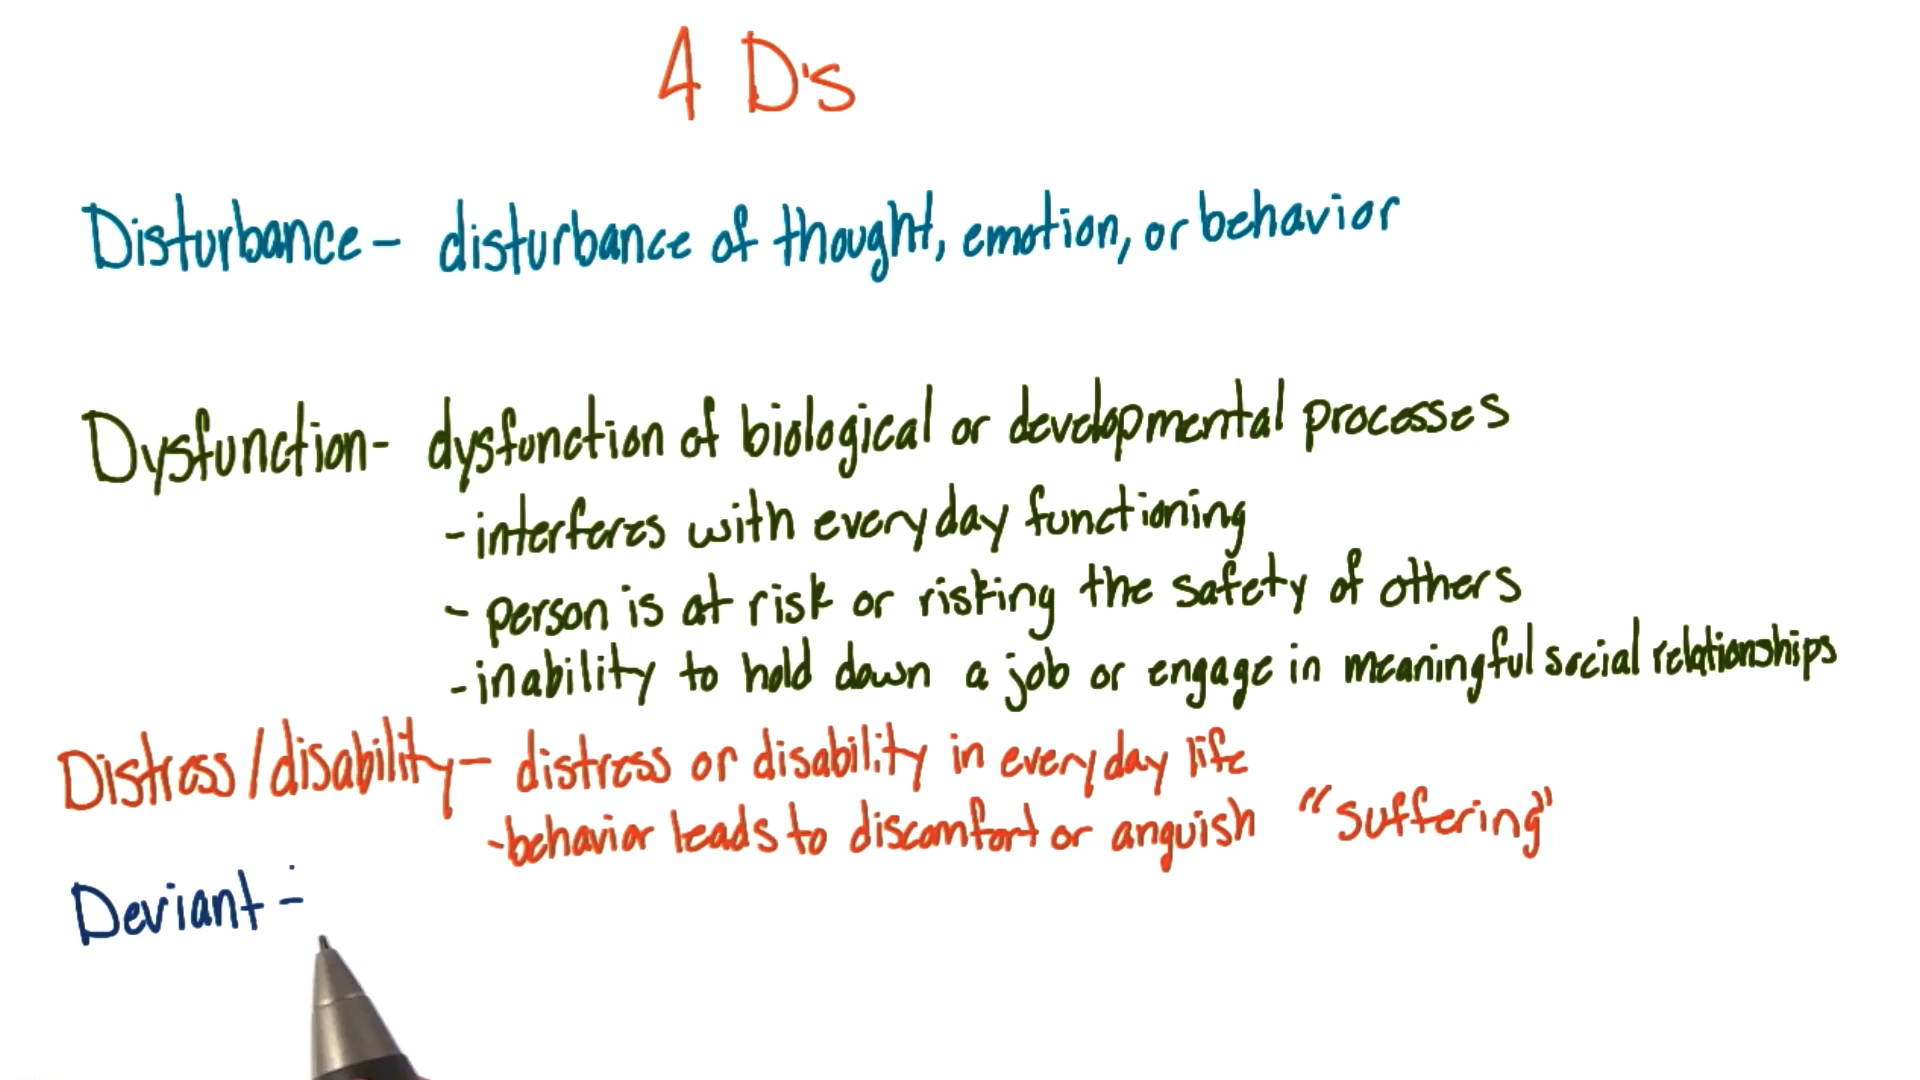 4 D's
Disturbance - disturbance of thought, emotion, or behavior
Dysfunction - dysfunction of biological or developmental processes
- interferes with everyday functioning
- person is at risk or risking the safety of others
- inability to hold down a job or engage in meaningful social relationships
Distress/disability - distress or disability in everyday life
- behavior leads to discomfort or anguish "suffering"
Deviant -